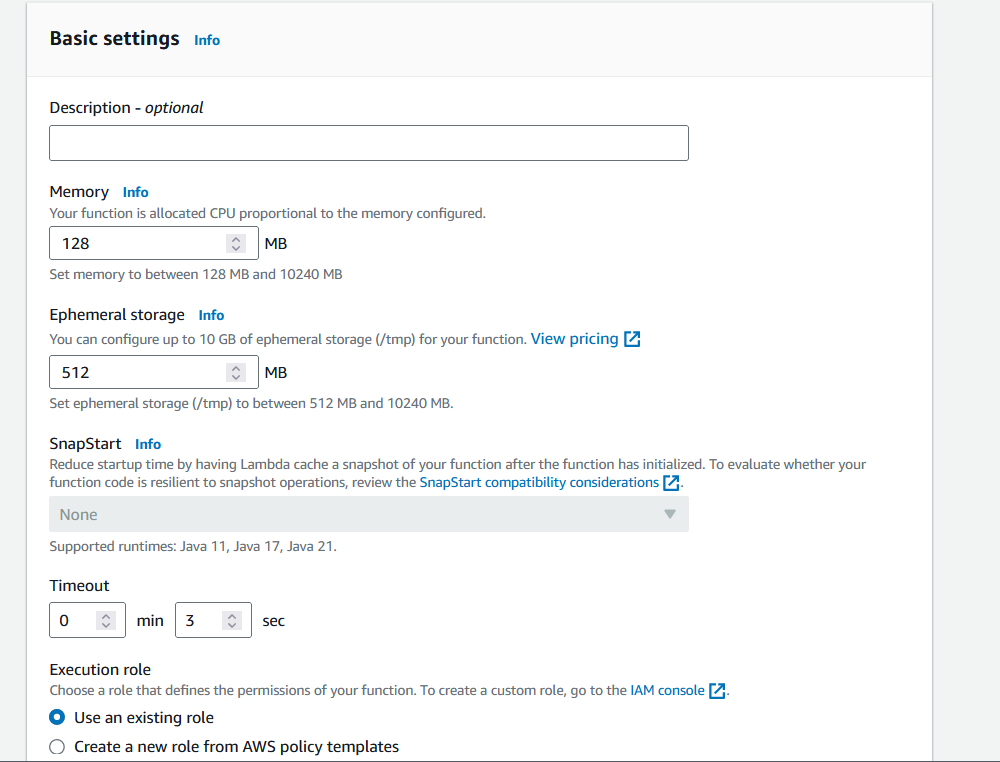 Basic settings Info
Description - optional
Memory Info
Your function is allocated CPU proportional to the memory configured.
128 MB
Set memory to between 128 MB and 10240 MB
Ephemeral storage Info
You can configure up to 10 GB of ephemeral storage (/tmp) for your function. View pricing
512 MB
Set ephemeral storage (/tmp) to between 512 MB and 10240 MB.
SnapStart Info
Reduce startup time by having Lambda cache a snapshot of your function after the function has initialized. To evaluate whether your
function code is resilient to snapshot operations, review the SnapStart compatibility considerations.
None
Supported runtimes: Java 11, Java 17, Java 21.
Timeout
0 min 3 sec
Execution role
Choose a role that defines the permissions of your function. To create a custom role, go to the IAM console.
Use an existing role
Create a new role from AWS policy templates